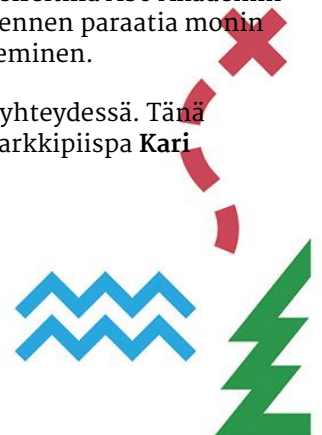 ennen paraatia monin
eminen.
yhteydessä. Tänä
arkkipiispa Kari